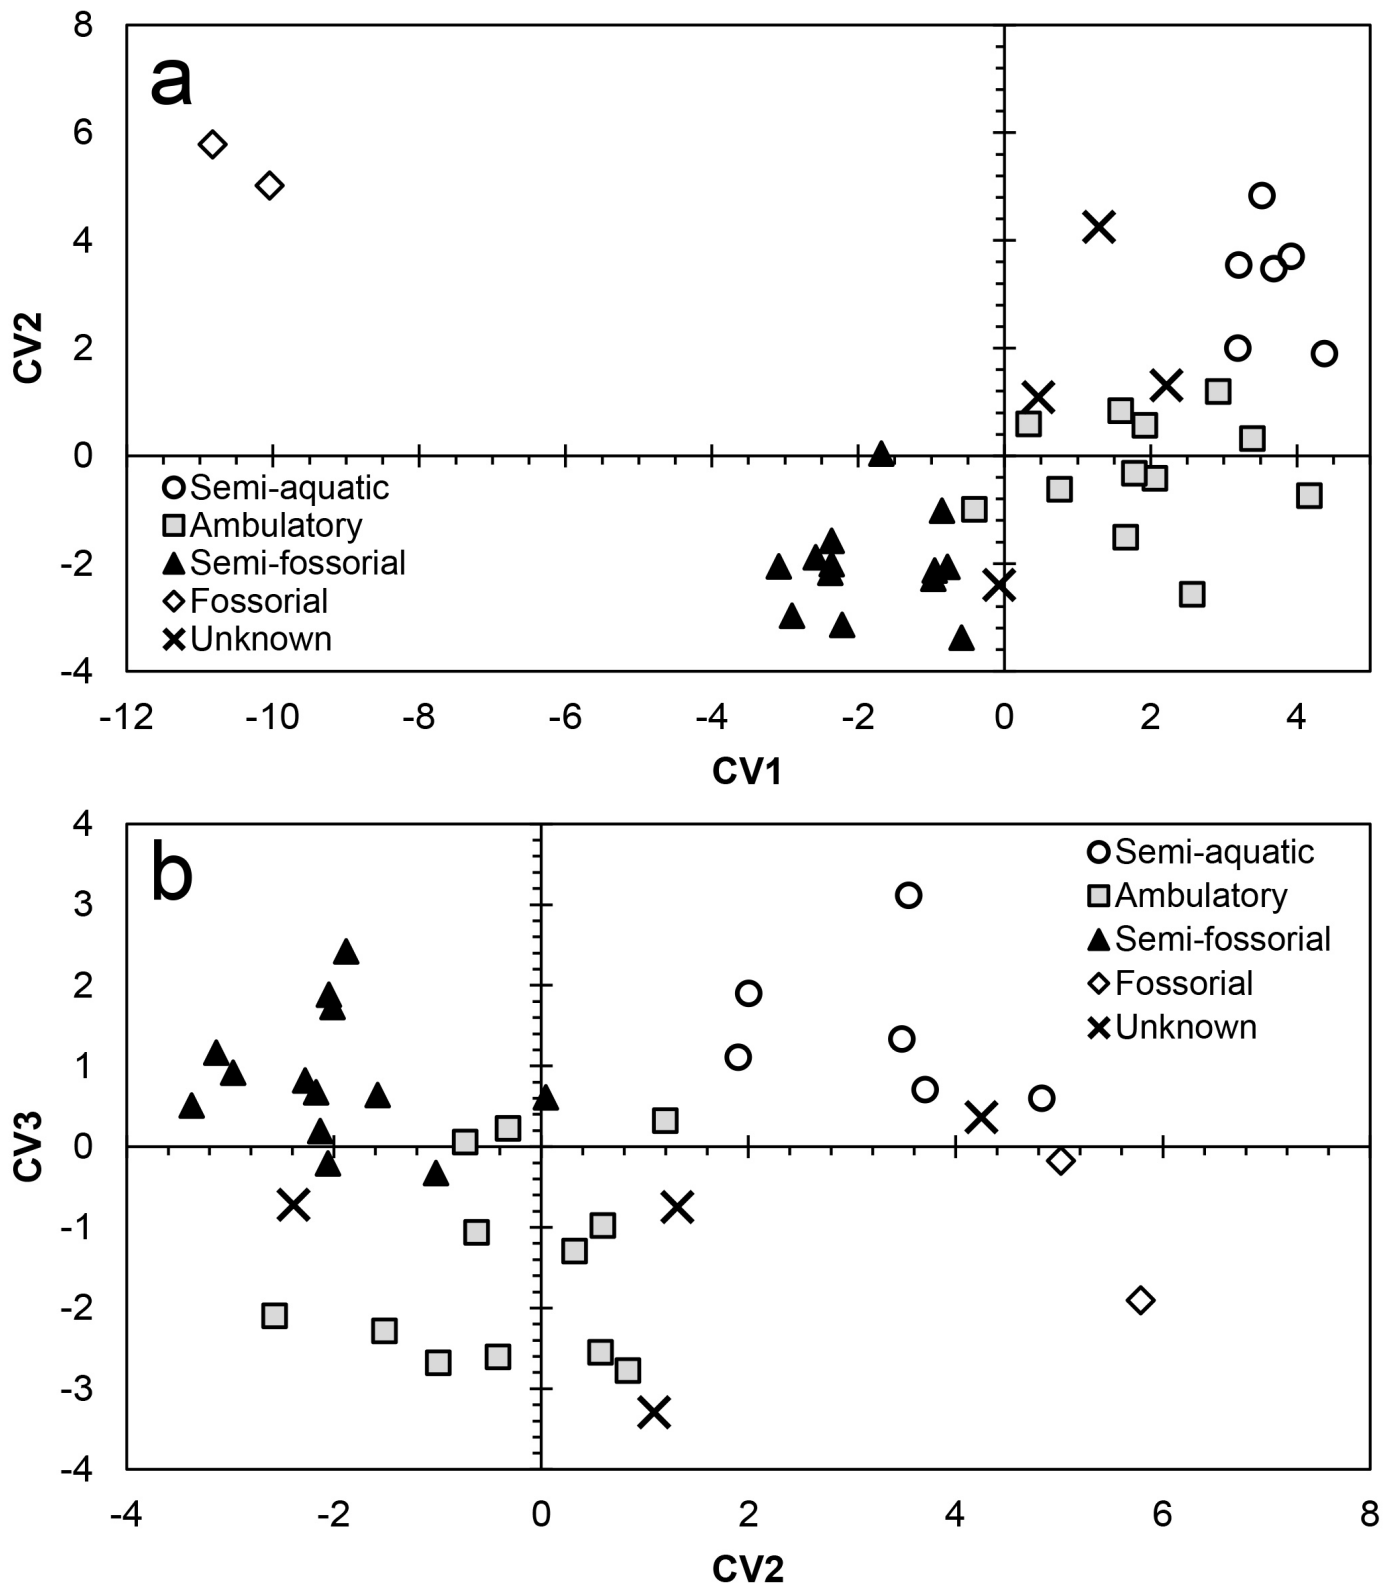 a
8
6
4
2
0
-2
-4
CV2
Semi-aquatic
Ambulatory
Semi-fossorial
Fossorial
Unknown
-12 -10 -8 -6 -4 -2 0 2 4
CV1
b
4
3
2
1
0
-1
-2
-3
-4
CV3
Semi-aquatic
Ambulatory
Semi-fossorial
Fossorial
Unknown
-4 -2 0 2 4 6 8
CV2